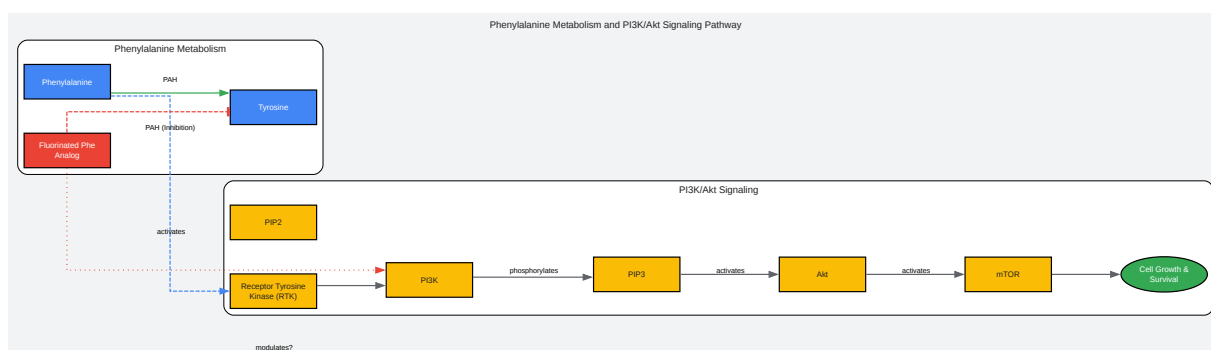 Phenylalanine Metabolism and PI3K/Akt Signaling Pathway
Phenylalanine Metabolism
Phenylalanine
PAH
Tyrosine
PAH (Inhibition)
Fluorinated Phe
Analog
PI3K/Akt Signaling
PIP2
activates
Receptor Tyrosine
Kinase (RTK)
PI3K
phosphorylates
PIP3
activates
Akt
activates
mTOR
Cell Growth &
Survival
modulates?